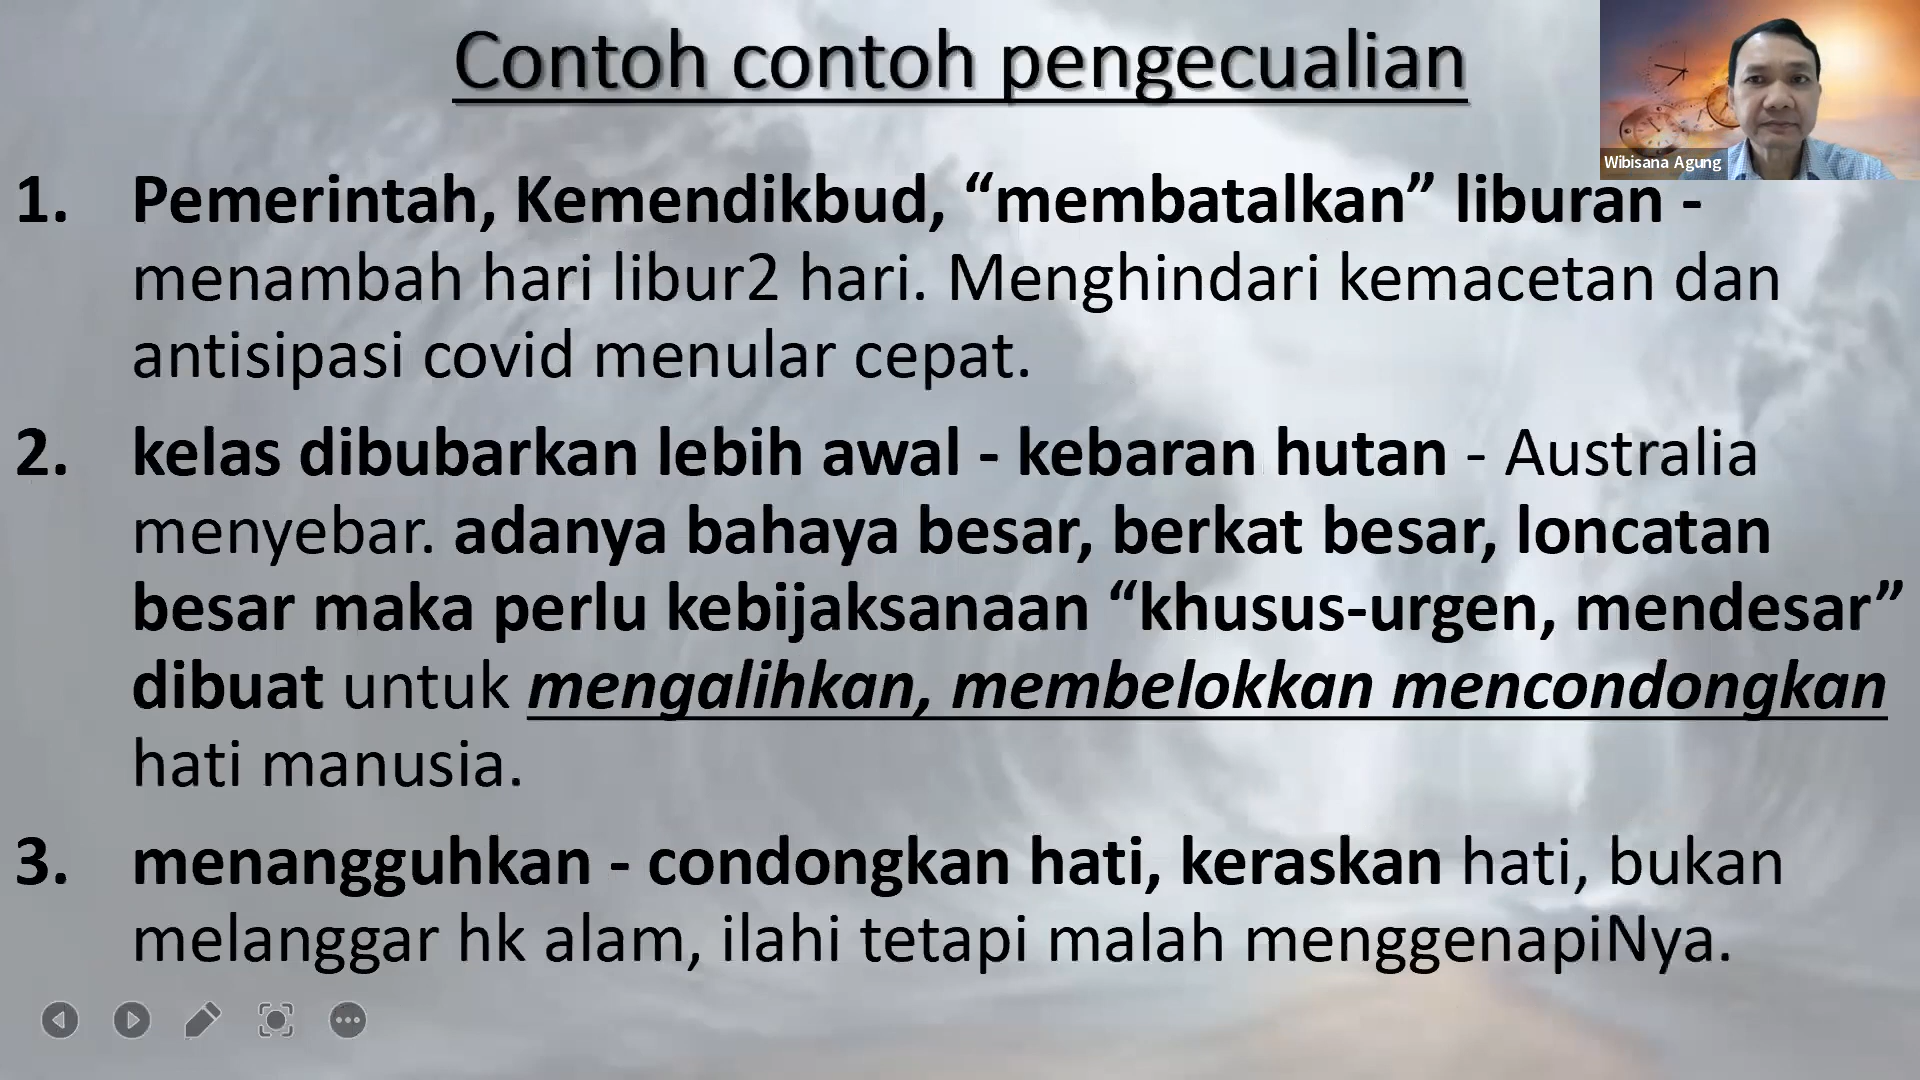 Contoh contoh pengecualian
Wibisana Agung
1. Pemerintah, Kemendikbud, “membatalkan” liburan -
menambah hari libur2 hari. Menghindari kemacetan dan
antisipasi covid menular cepat.
2. kelas dibubarkan lebih awal - kebaran hutan - Australia
menyebar. adanya bahaya besar, berkat besar, loncatan
besar maka perlu kebijaksanaan “khusus-urgen, mendesar”
dibuat untuk mengalihkan, membelokkan mencondongkan
hati manusia.
3. menangguhkan - condongkan hati, keraskan hati, bukan
melanggar hk alam, ilahi tetapi malah menggenapiNya.